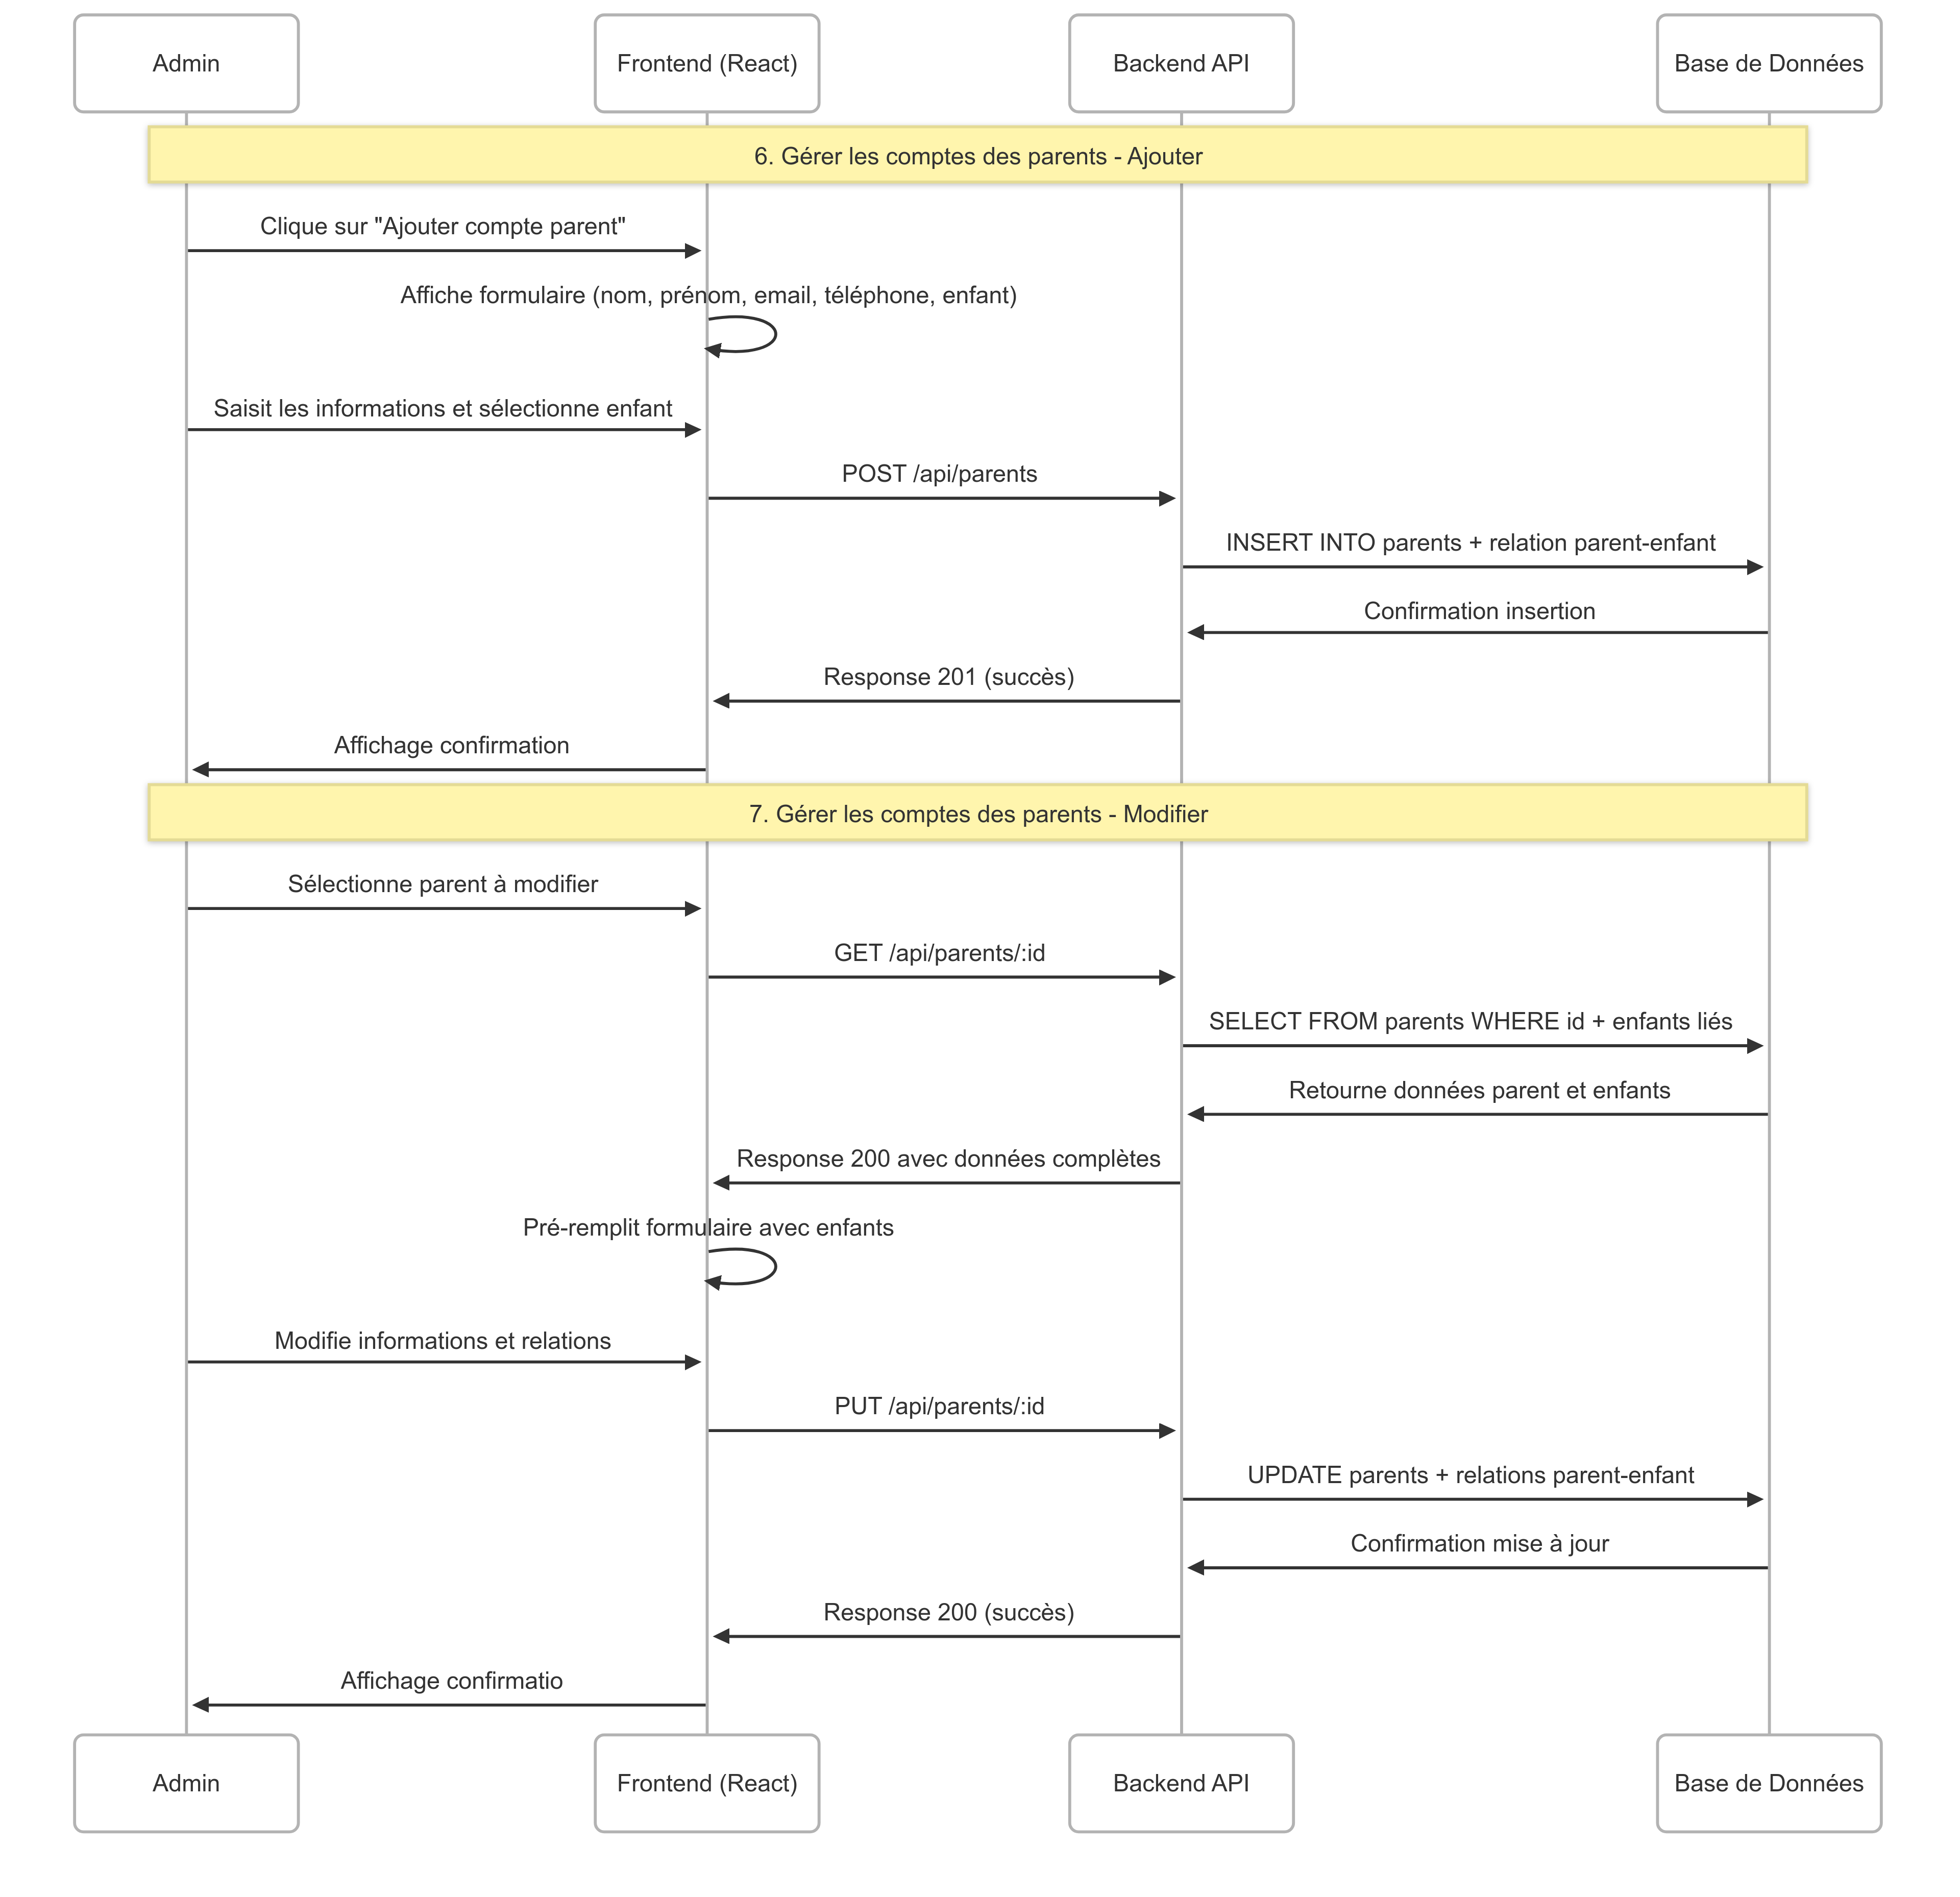 Admin
Frontend (React)
Backend API
Base de Données
6. Gérer les comptes des parents - Ajouter
Clique sur "Ajouter compte parent"
Affiche formulaire (nom, prénom, email, téléphone, enfant)
Saisit les informations et sélectionne enfant
POST /api/parents
INSERT INTO parents + relation parent-enfant
Confirmation insertion
Response 201 (succès)
Affichage confirmation
7. Gérer les comptes des parents - Modifier
Sélectionne parent à modifier
GET /api/parents/:id
SELECT FROM parents WHERE id + enfants liés
Retourne données parent et enfants
Response 200 avec données complètes
Pré-remplit formulaire avec enfants
Modifie informations et relations
PUT /api/parents/:id
UPDATE parents + relations parent-enfant
Confirmation mise à jour
Response 200 (succès)
Affichage confirmatio
Admin
Frontend (React)
Backend API
Base de Données